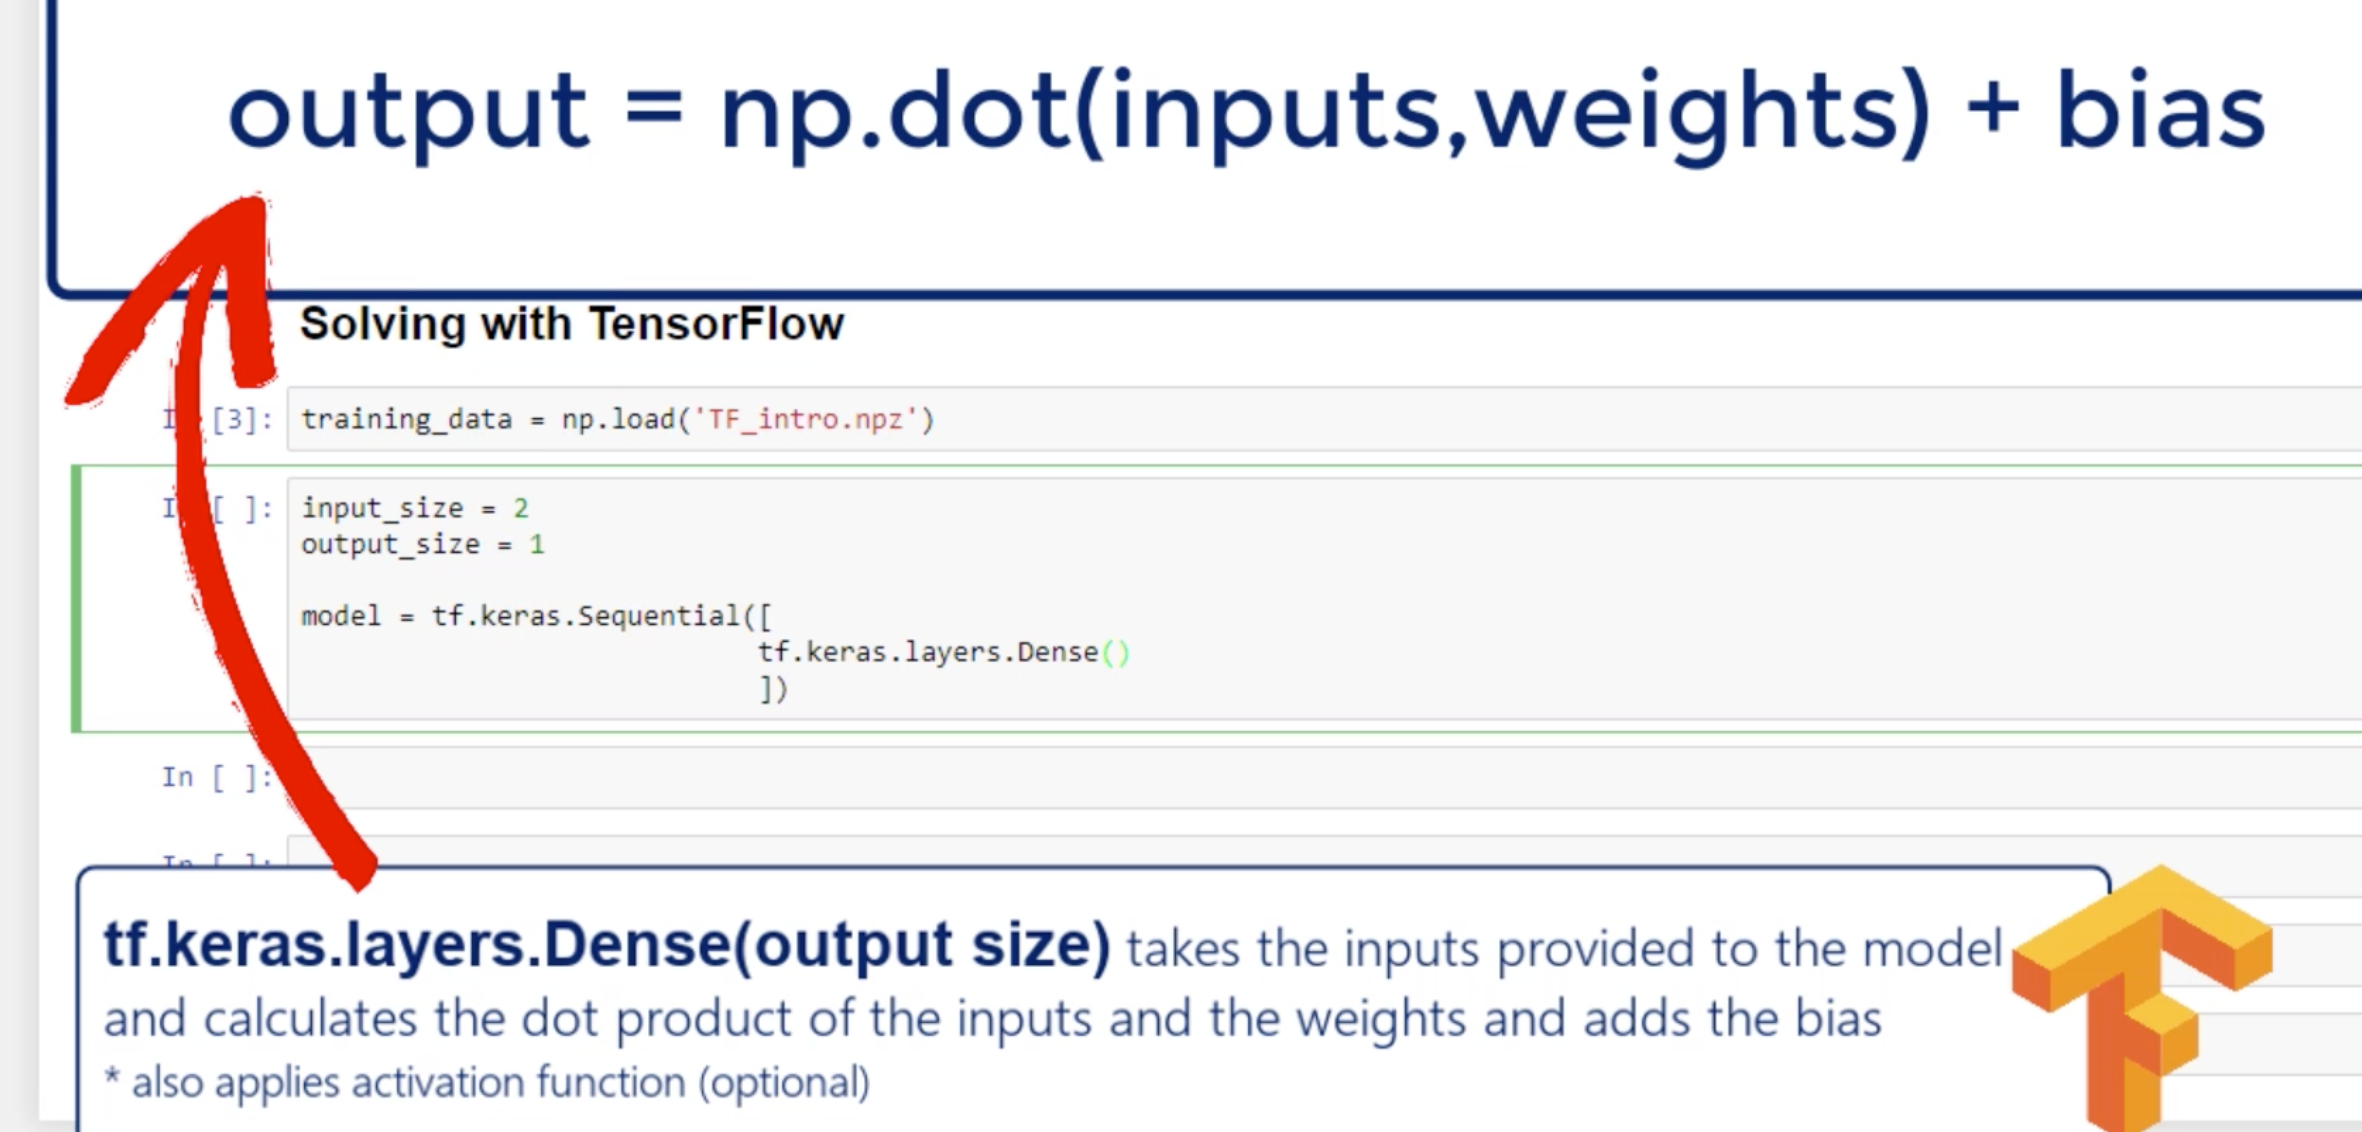 output = np.dot(inputs,weights) + bias
Solving with TensorFlow
In [3]: training_data = np.load('TF_intro.npz')
In [ ]: input_size = 2
output_size = 1
model = tf.keras.Sequential([
tf.keras.layers.Dense()
])
In [ ]:
In [ ]:
tf.keras.layers.Dense(output size) takes the inputs provided to the model
and calculates the dot product of the inputs and the weights and adds the bias
* also applies activation function (optional)